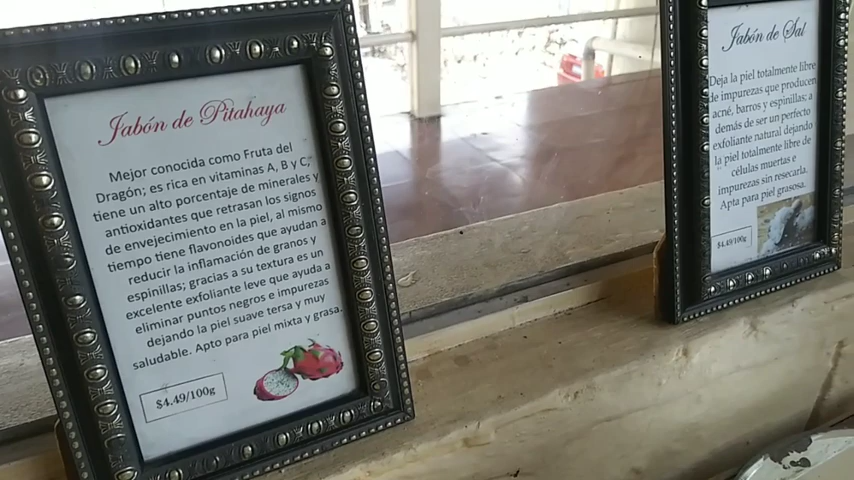 Jabón de Pitahaya
Mejor conocida como Fruta del
Dragón; es rica en vitaminas A, B y C,
tiene un alto porcentaje de minerales y
antioxidantes que retrasan los signos
de envejecimiento en la piel, al mismo
tiempo tiene flavonoides que ayudan a
reducir la inflamación de granos y
espinillas; gracias a su textura es un
excelente exfoliante leve que ayuda a
eliminar puntos negros e impurezas
dejando la piel suave tersa y muy
saludable. Apto para piel mixta y grasa.
$4.49/100g
Jabón de Sal
Deja la piel totalmente libre
de impurezas que producen
acné, barros y espinillas; a
demás de ser un perfecto
exfoliante natural dejando
la piel totalmente libre de
células muertas e
impurezas sin resecarla.
Apta para piel grasosa.
$4.49/100g